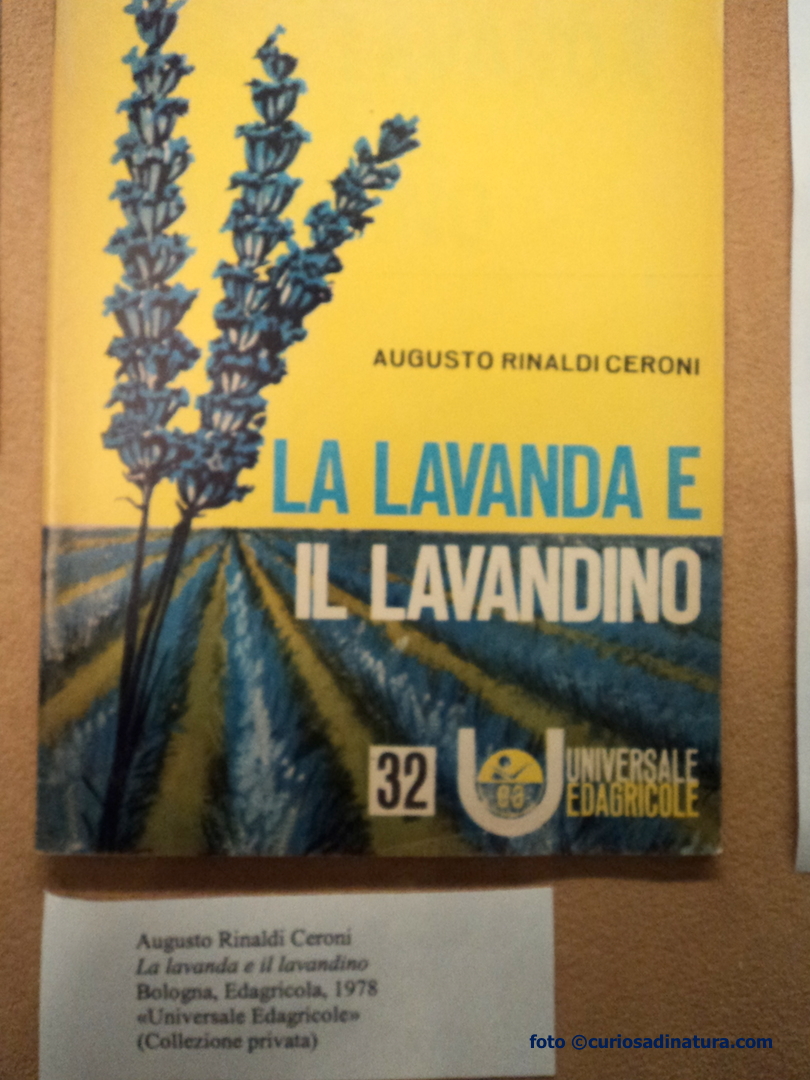 AUGUSTO RINALDI CERONI
LA LAVANDA E
IL LAVANDINO
32
UNIVERSALE
EDAGRICOLE
Augusto Rinaldi Ceroni
La lavanda e il lavandino
Bologna, Edagricola, 1978
«Universale Edagricole»
(Collezione privata)
foto ©curiosadinatura.com